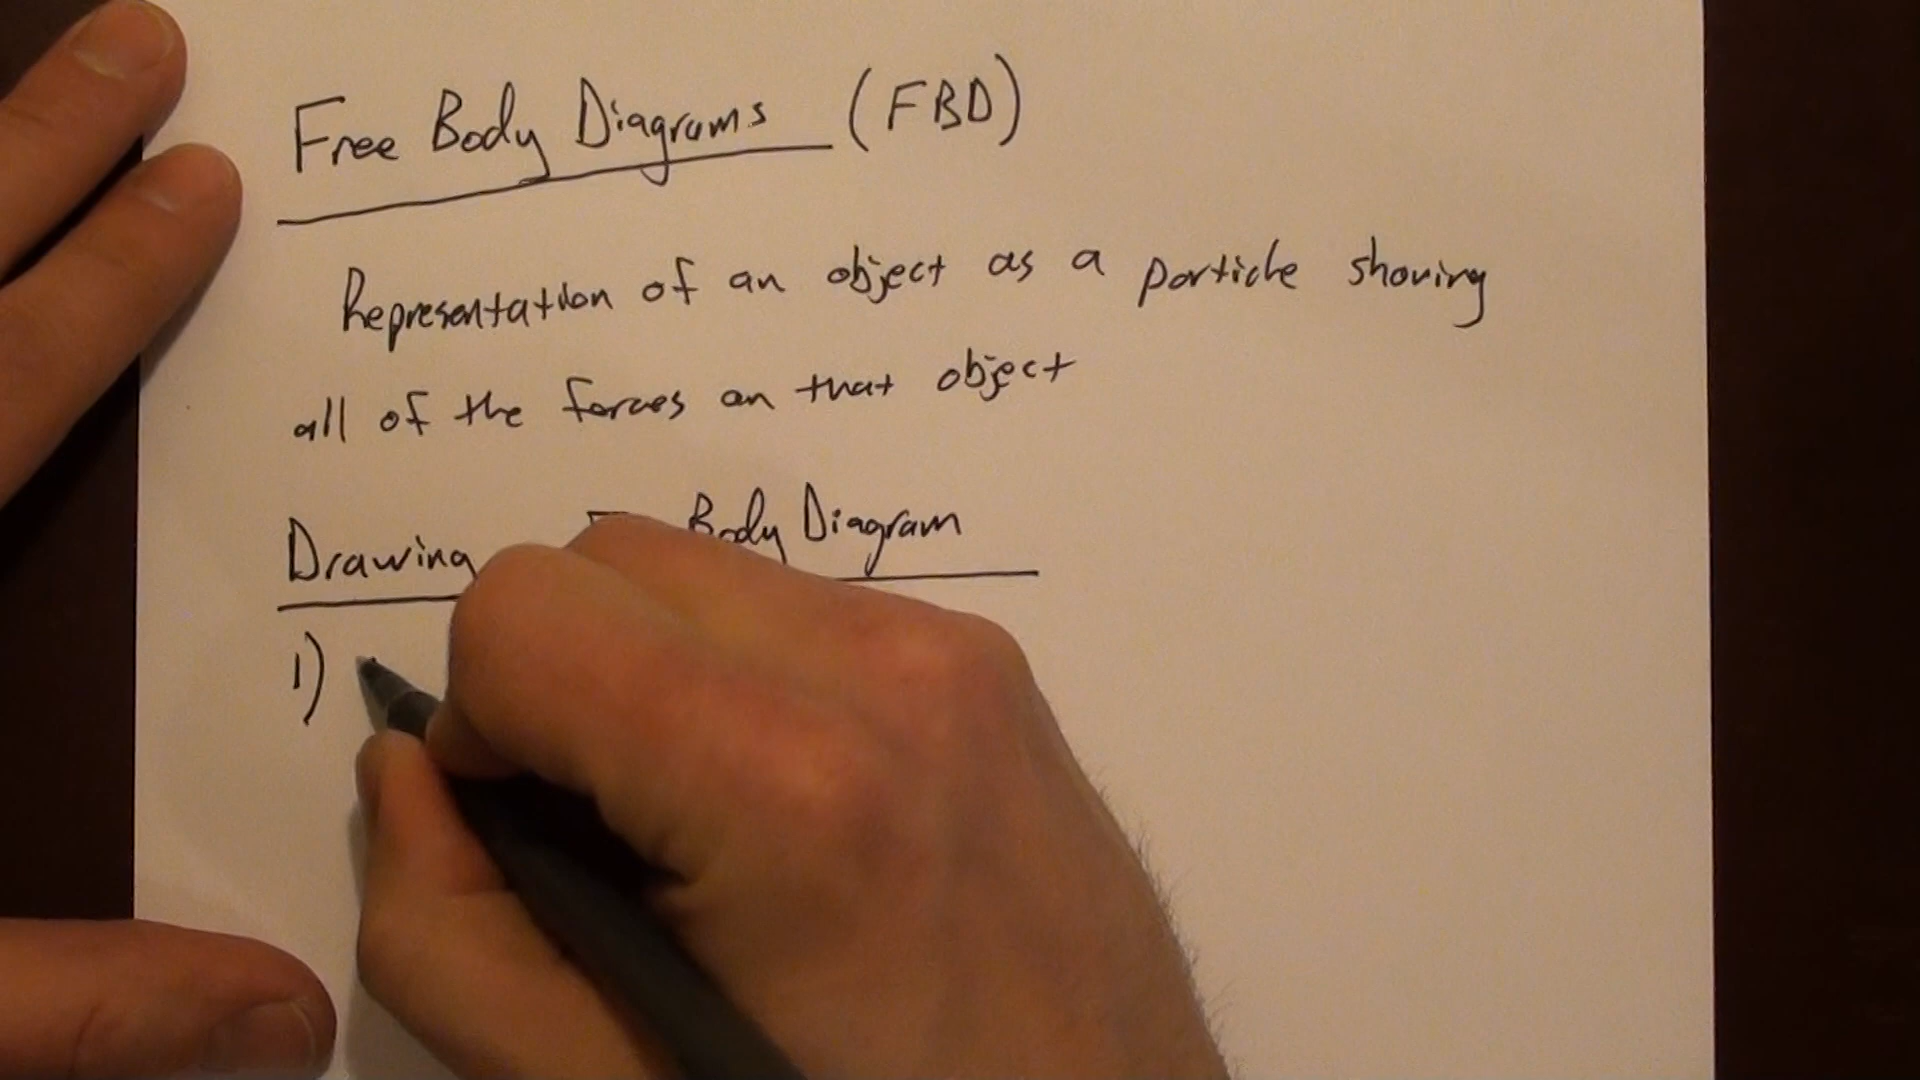 Free Body Diagrams (FBD)
Representation of an object as a particle showing
all of the forces on that object
Drawing Body Diagram
1)